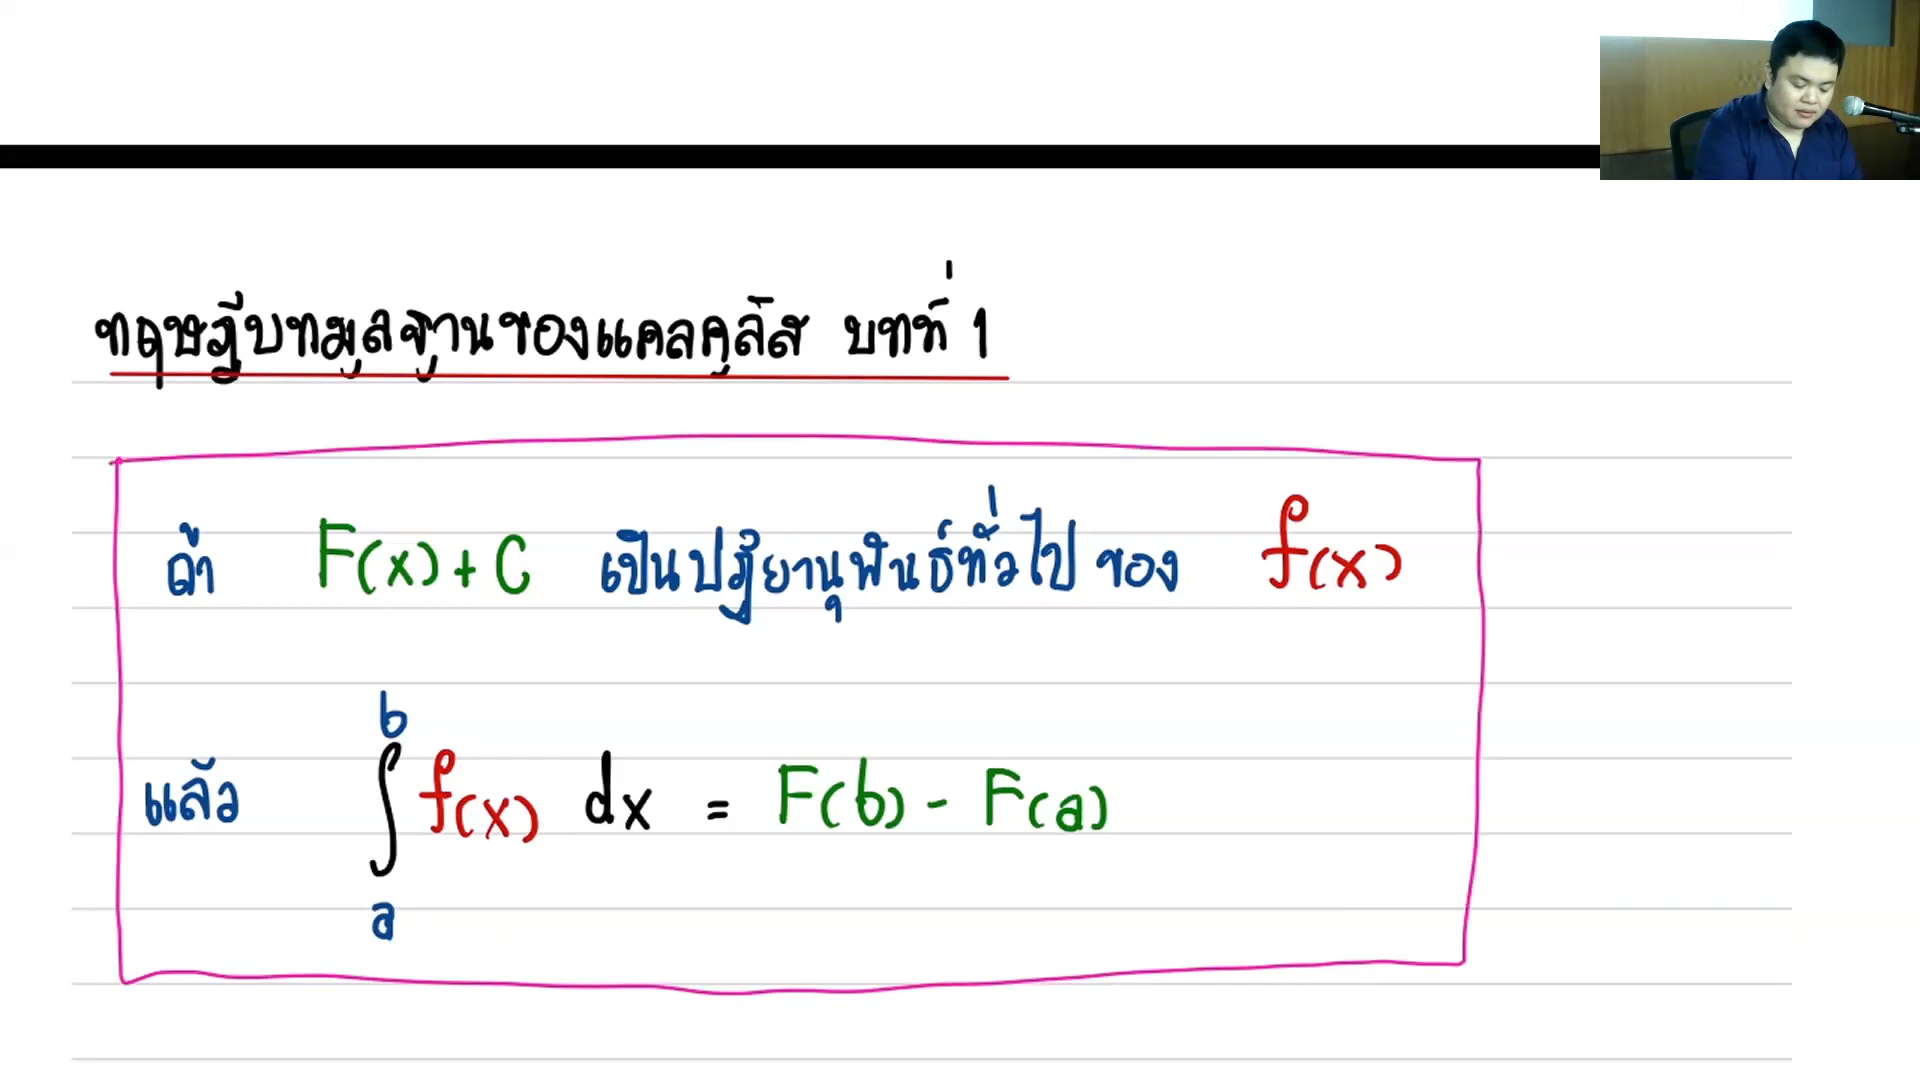 ทฤษฎีบทมูลฐานของแคลคูลัส บทที่ 1
ถ้า F(x) + C เป็นปฏิยานุพันธ์ทั่วไป ของ f(x)
แล้ว ∫_a^b f(x) dx = F(b) - F(a)